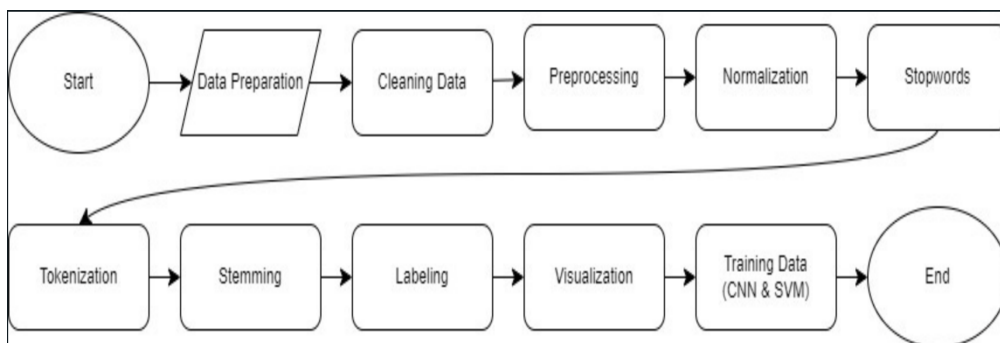 Start
Data Preparation
Cleaning Data
Preprocessing
Normalization
Stopwords
Tokenization
Stemming
Labeling
Visualization
Training Data
(CNN & SVM)
End